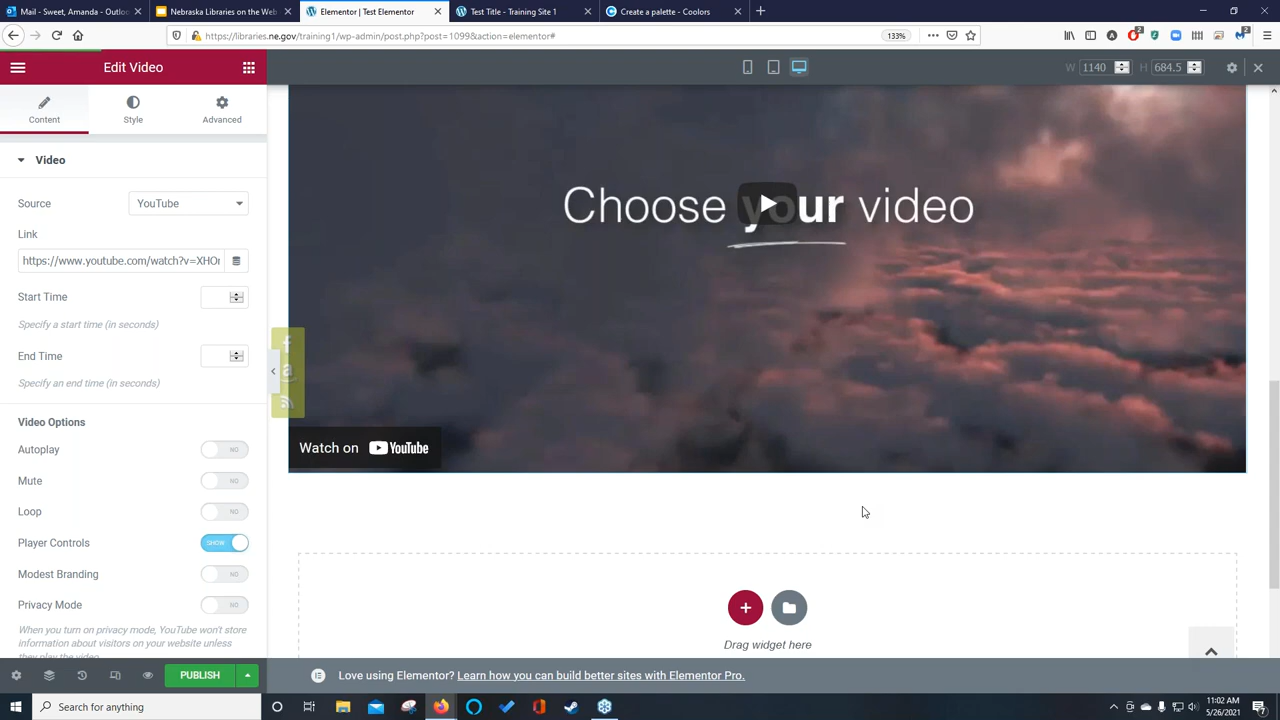 Mail - Sweet, Amanda - Outloo
Nebraska Libraries on the Web
Elementor | Test Elementor
Test Title - Training Site 1
Create a palette - Coolors
https://libraries.ne.gov/training1/wp-admin/post.php?post=1099&action=elementor#
133%
Edit Video
W 1140 H 684.5
Content Style Advanced
Video
Source YouTube
Link
https://www.youtube.com/watch?v=XHOr
Start Time
Specify a start time (in seconds)
End Time
Specify an end time (in seconds)
Video Options
Autoplay NO
Mute NO
Loop NO
Player Controls SHOW
Modest Branding NO
Privacy Mode NO
When you turn on privacy mode, YouTube won't store
information about visitors on your website unless
they play the video.
PUBLISH
Choose your video
Watch on YouTube
Drag widget here
Love using Elementor? Learn how you can build better sites with Elementor Pro.
Search for anything
11:02 AM
5/26/2021